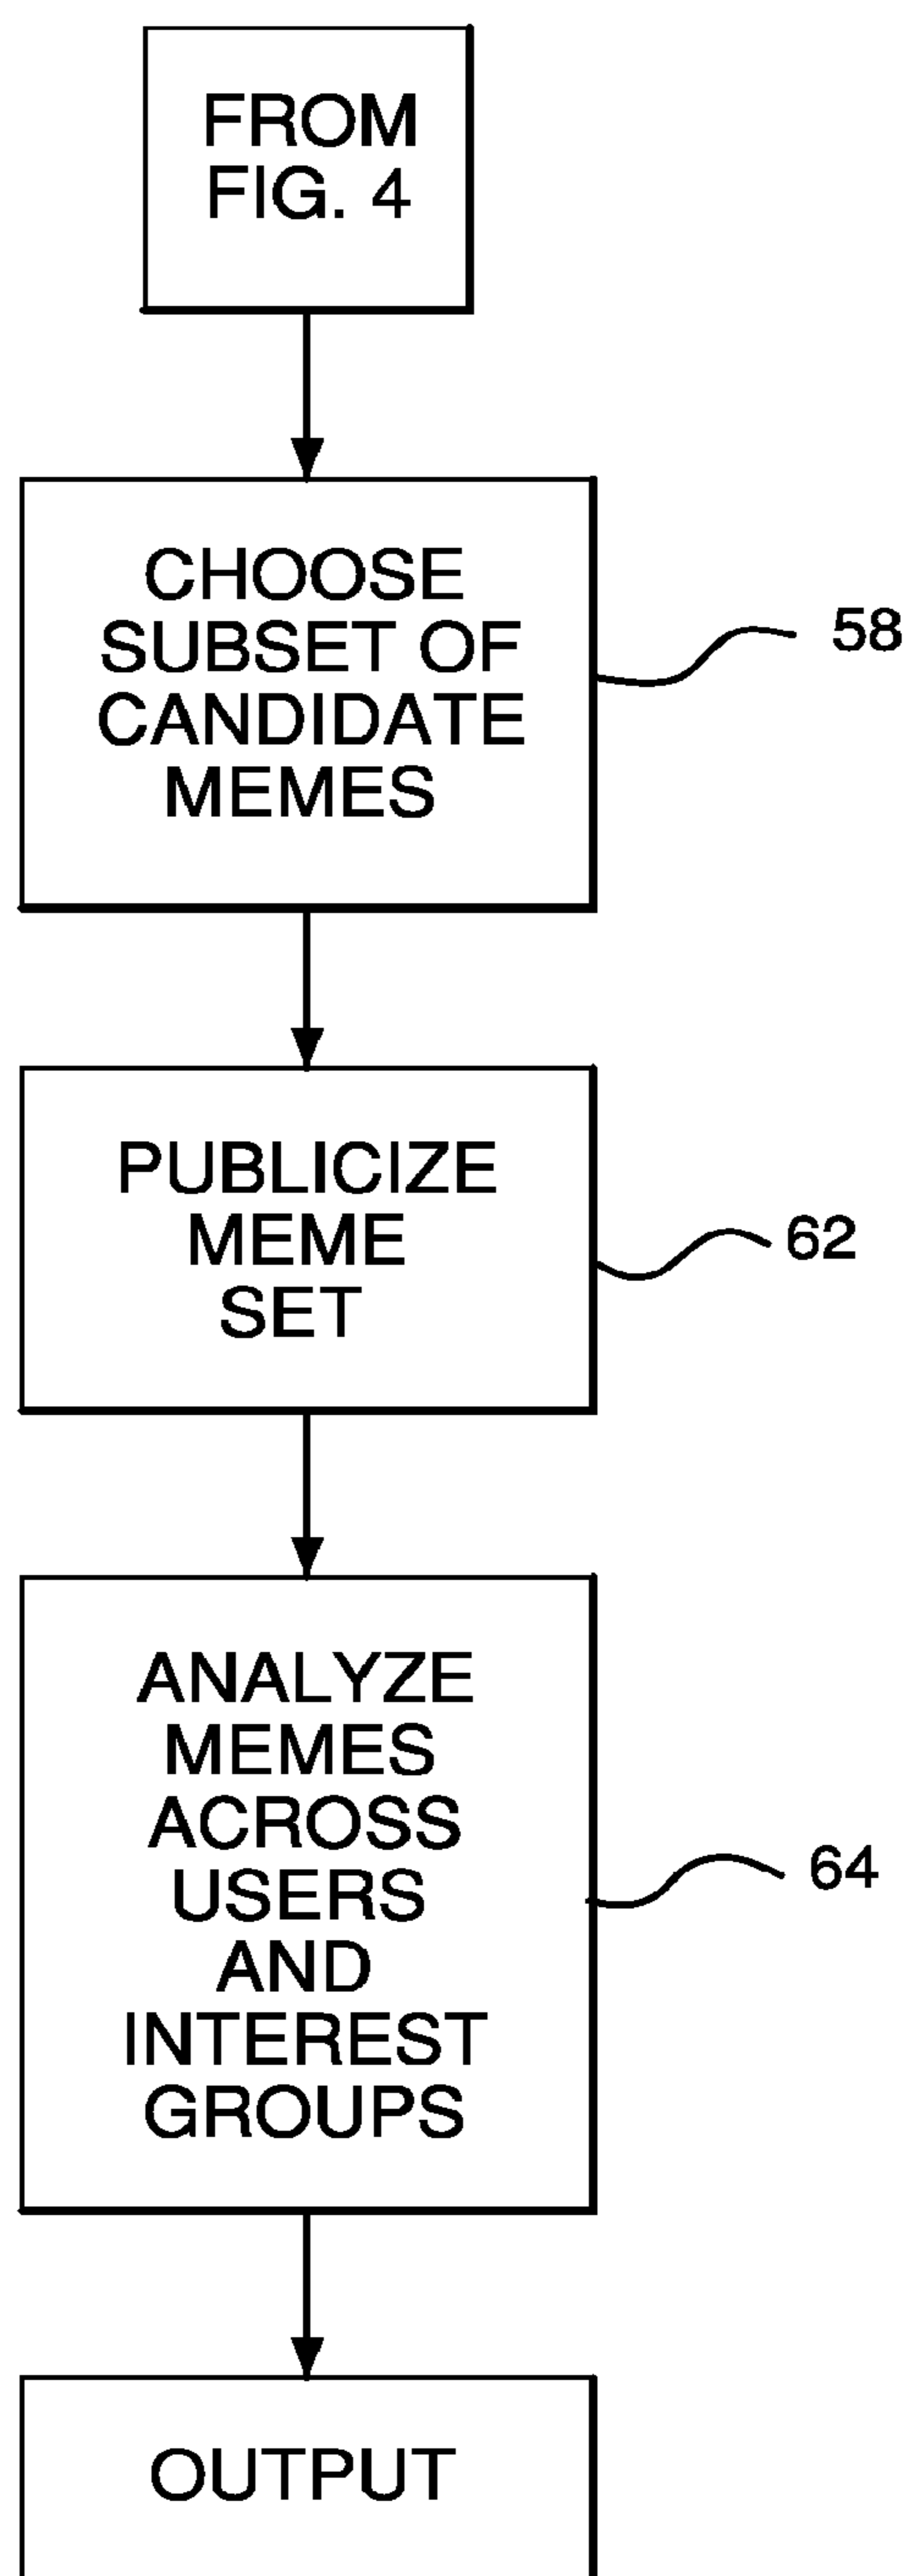 FROM
FIG. 4
CHOOSE
SUBSET OF
CANDIDATE
MEMES
58
PUBLICIZE
MEME
SET
62
ANALYZE
MEMES
ACROSS
USERS
AND
INTEREST
GROUPS
64
OUTPUT